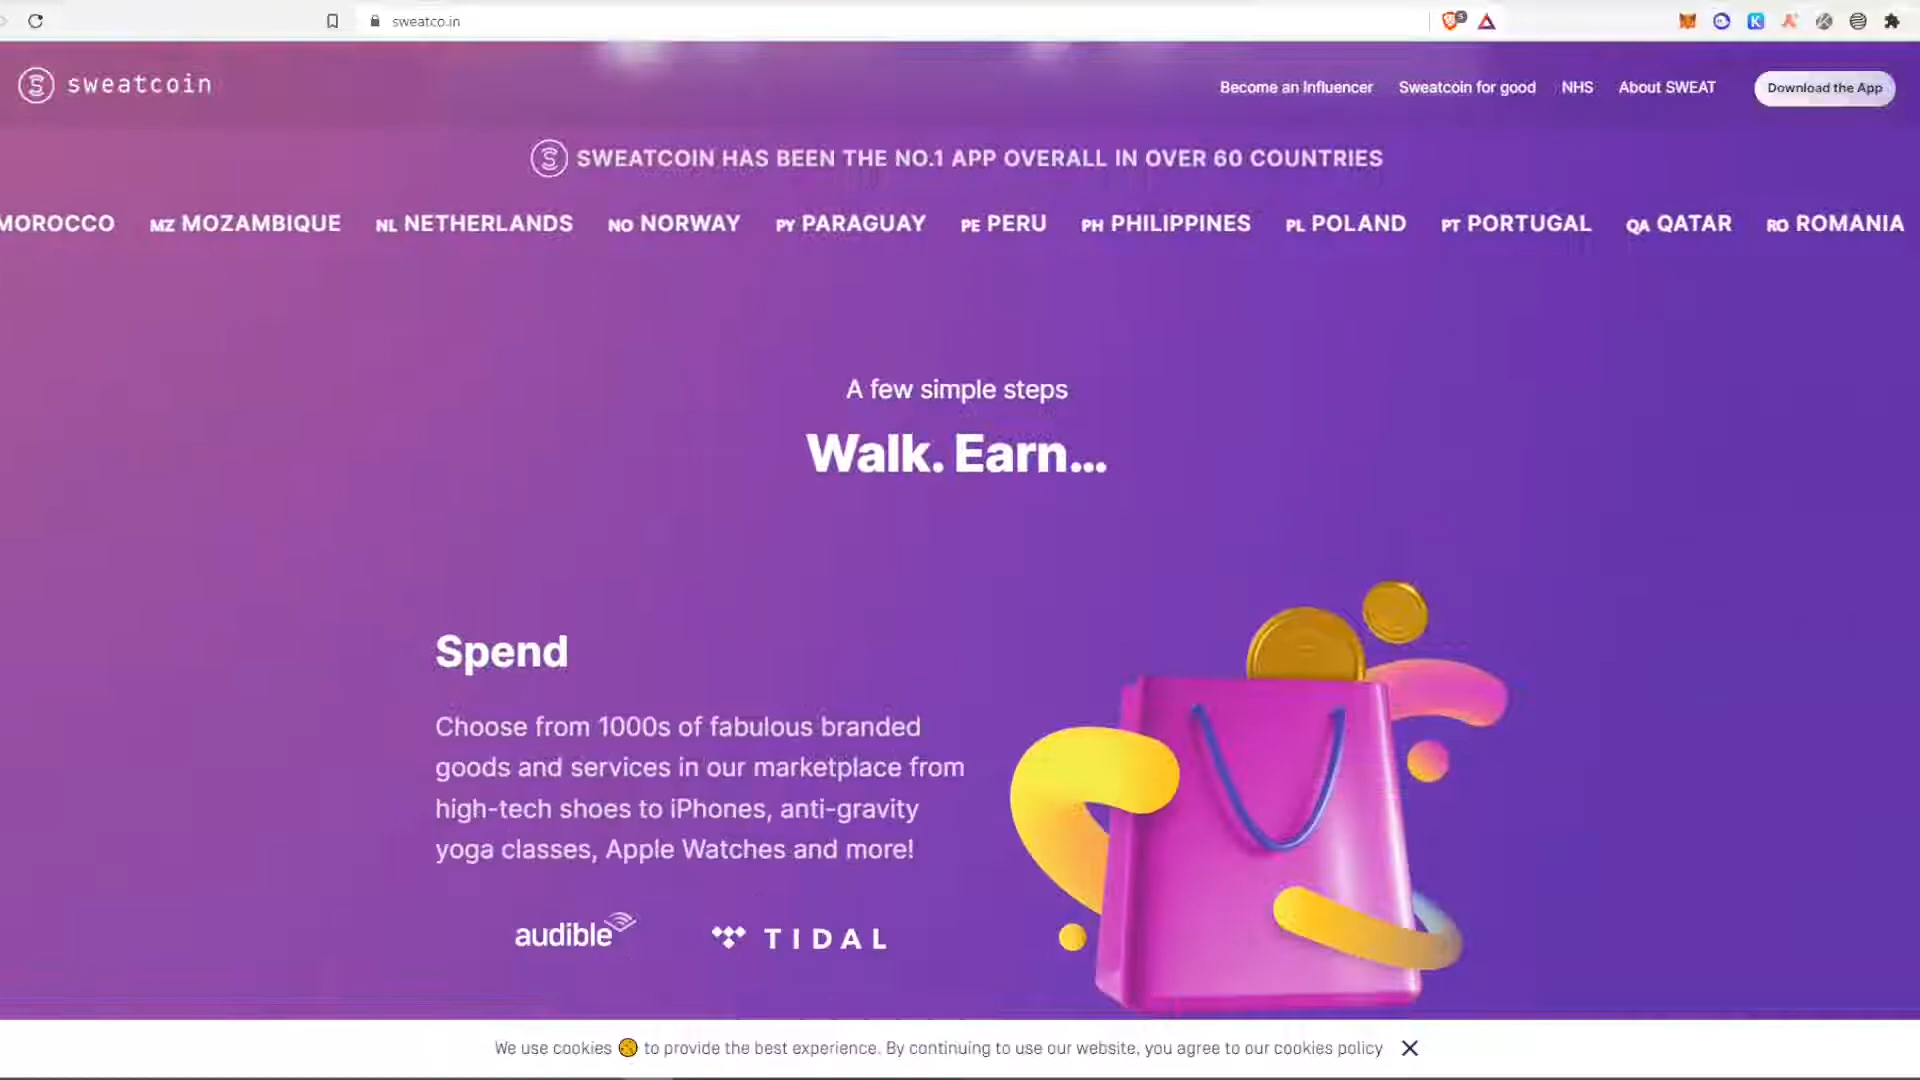 sweatco.in
5
sweatcoin
Become an Influencer
Sweatcoin for good
NHS
About SWEAT
Download the App
SWEATCOIN HAS BEEN THE NO.1 APP OVERALL IN OVER 60 COUNTRIES
MOROCCO MZ MOZAMBIQUE NL NETHERLANDS NO NORWAY PY PARAGUAY PE PERU PH PHILIPPINES PL POLAND PT PORTUGAL QA QATAR RO ROMANIA
A few simple steps
Walk. Earn...
Spend
Choose from 1000s of fabulous branded
goods and services in our marketplace from
high-tech shoes to iPhones, anti-gravity
yoga classes, Apple Watches and more!
audible
TIDAL
We use cookies 🍪 to provide the best experience. By continuing to use our website, you agree to our cookies policy